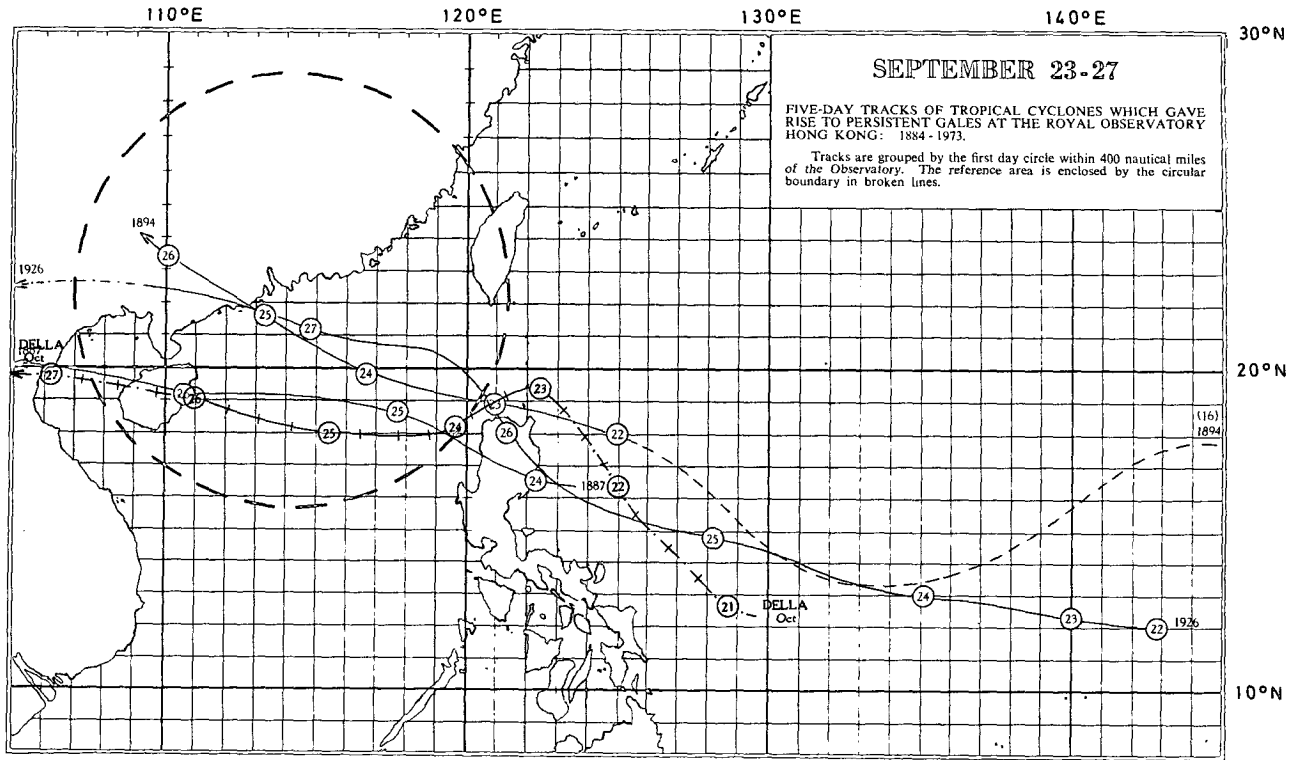 110°E 120°E 130°E 140°E
30°N
SEPTEMBER 23-27
FIVE-DAY TRACKS OF TROPICAL CYCLONES WHICH GAVE
RISE TO PERSISTENT GALES AT THE ROYAL OBSERVATORY
HONG KONG: 1884 - 1973.
Tracks are grouped by the first day circle within 400 nautical miles
of the Observatory. The reference area is enclosed by the circular
boundary in broken lines.
1894
26
1926
25
27
DELLA
Oct
27
24
20°N
23
23
26
25
24
25
26
22
(16)
1894
24
1887
22
25
21
DELLA
Oct
24
23
22
1926
10°N